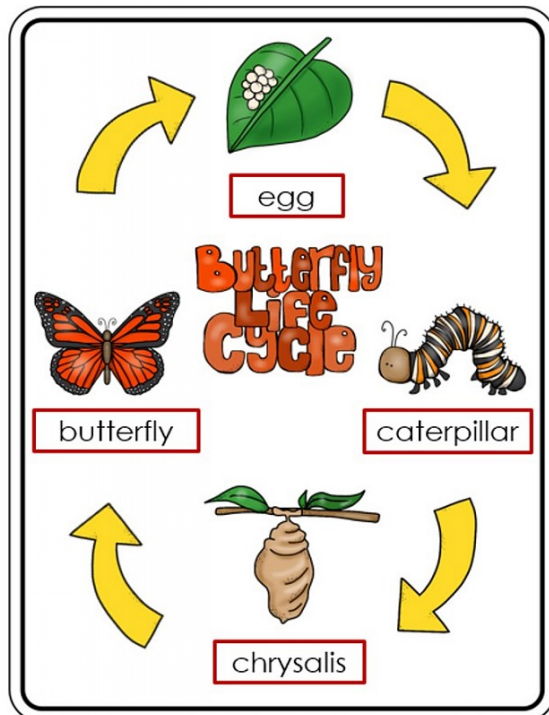 egg
Butterfly
Life
Cycle
butterfly
caterpillar
chrysalis